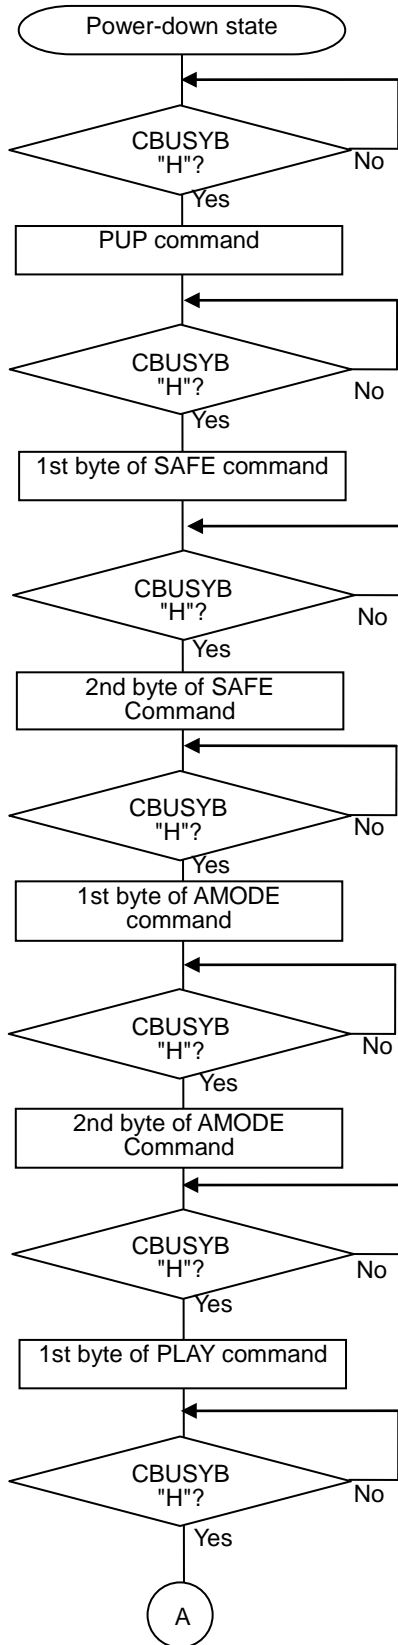 Power-down state
CBUSYB
"H"?
No
Yes
PUP command
CBUSYB
"H"?
No
Yes
1st byte of SAFE command
CBUSYB
"H"?
No
Yes
2nd byte of SAFE
Command
CBUSYB
"H"?
No
Yes
1st byte of AMODE
command
CBUSYB
"H"?
No
Yes
2nd byte of AMODE
Command
CBUSYB
"H"?
No
Yes
1st byte of PLAY command
CBUSYB
"H"?
No
Yes
A